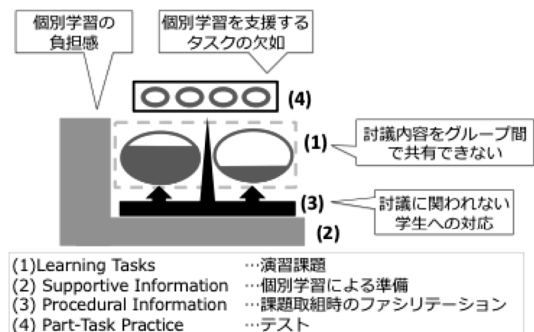 個別学習の
負担感
個別学習を支援する
タスクの欠如
(4)
(1)
討議内容をグループ間
で共有できない
(3)
討議に関われない
学生への対応
(2)
(1)Learning Tasks …演習課題
(2) Supportive Information …個別学習による準備
(3) Procedural Information …課題取組時のファシリテーション
(4) Part-Task Practice …テスト